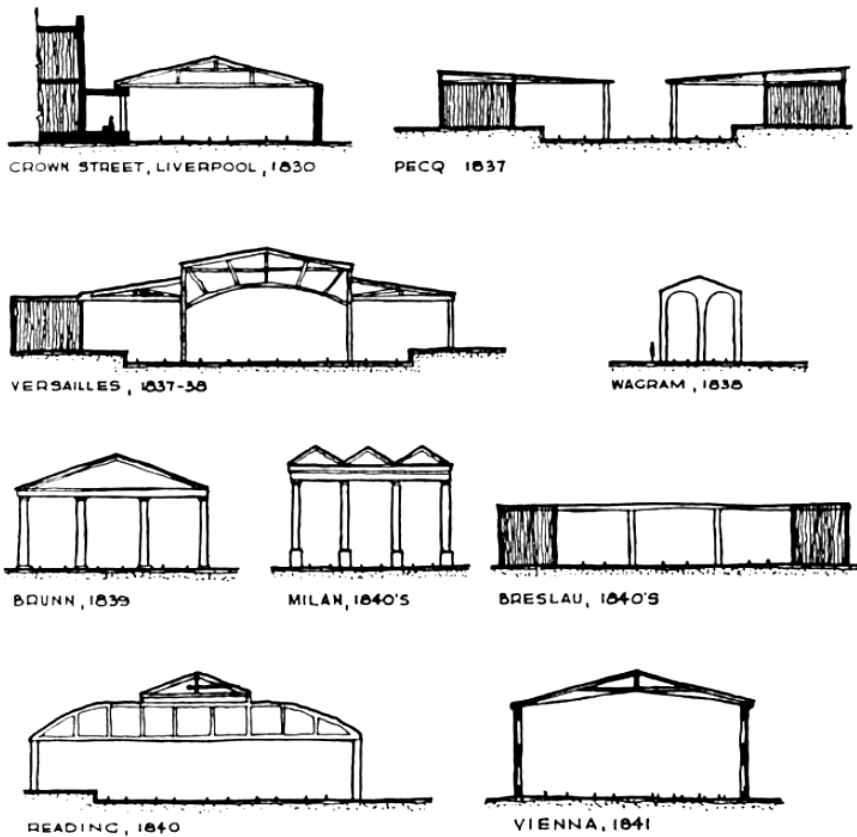 CROWN STREET, LIVERPOOL, 1830
PECQ 1837
VERSAILLES, 1837-38
WAGRAM, 1838
BRUNN, 1839
MILAN, 1840'S
BRESLAU, 1840'S
READING, 1840
VIENNA, 1841